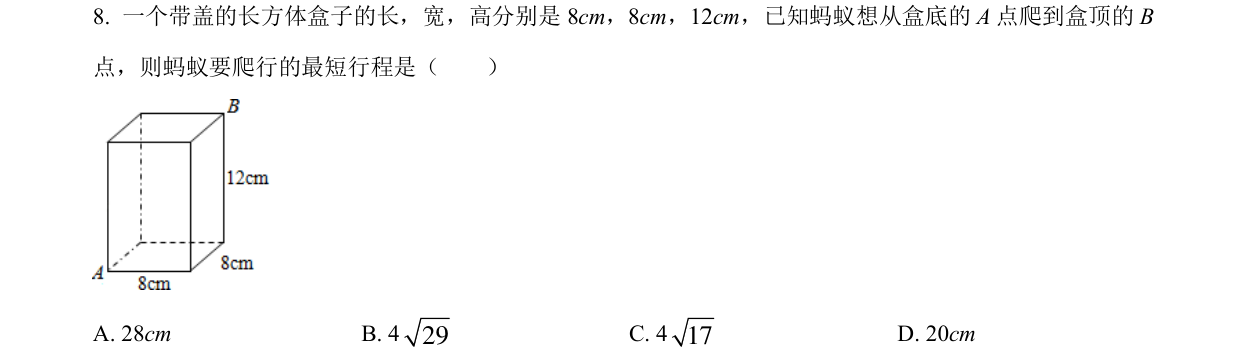 8. 一个带盖的长方体盒子的长，宽，高分别是 8cm，8cm，12cm，已知蚂蚁想从盒底的 A 点爬到盒顶的 B
点，则蚂蚁要爬行的最短行程是（　　）
B
12cm
8cm
A
8cm
A. 28cm B. 4√29 C. 4√17 D. 20cm